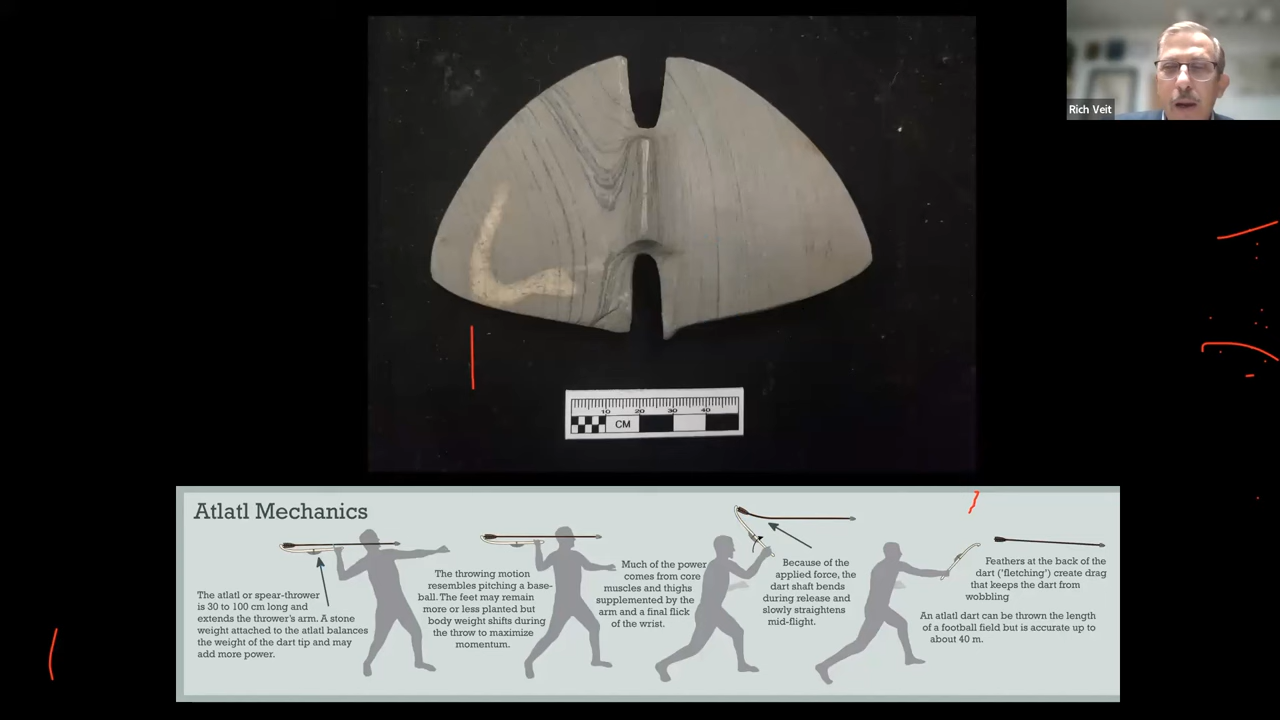 Rich Veit
10 20 30 40
CM
Atlatl Mechanics
The atlatl or spear-thrower
is 30 to 100 cm long and
extends the thrower's arm. A stone
weight attached to the atlatl balances
the weight of the dart tip and may
add more power.
The throwing motion
resembles pitching a base-
ball. The feet may remain
more or less planted but
body weight shifts during
the throw to maximize
momentum.
Much of the power
comes from core
muscles and thighs
supplemented by the
arm and a final flick
of the wrist.
Because of the
applied force, the
dart shaft bends
during release and
slowly straightens
mid-flight.
Feathers at the back of the
dart ("fletching") create drag
that keeps the dart from
wobbling
An atlatl dart can be thrown the length
of a football field but is accurate up to
about 40 m.